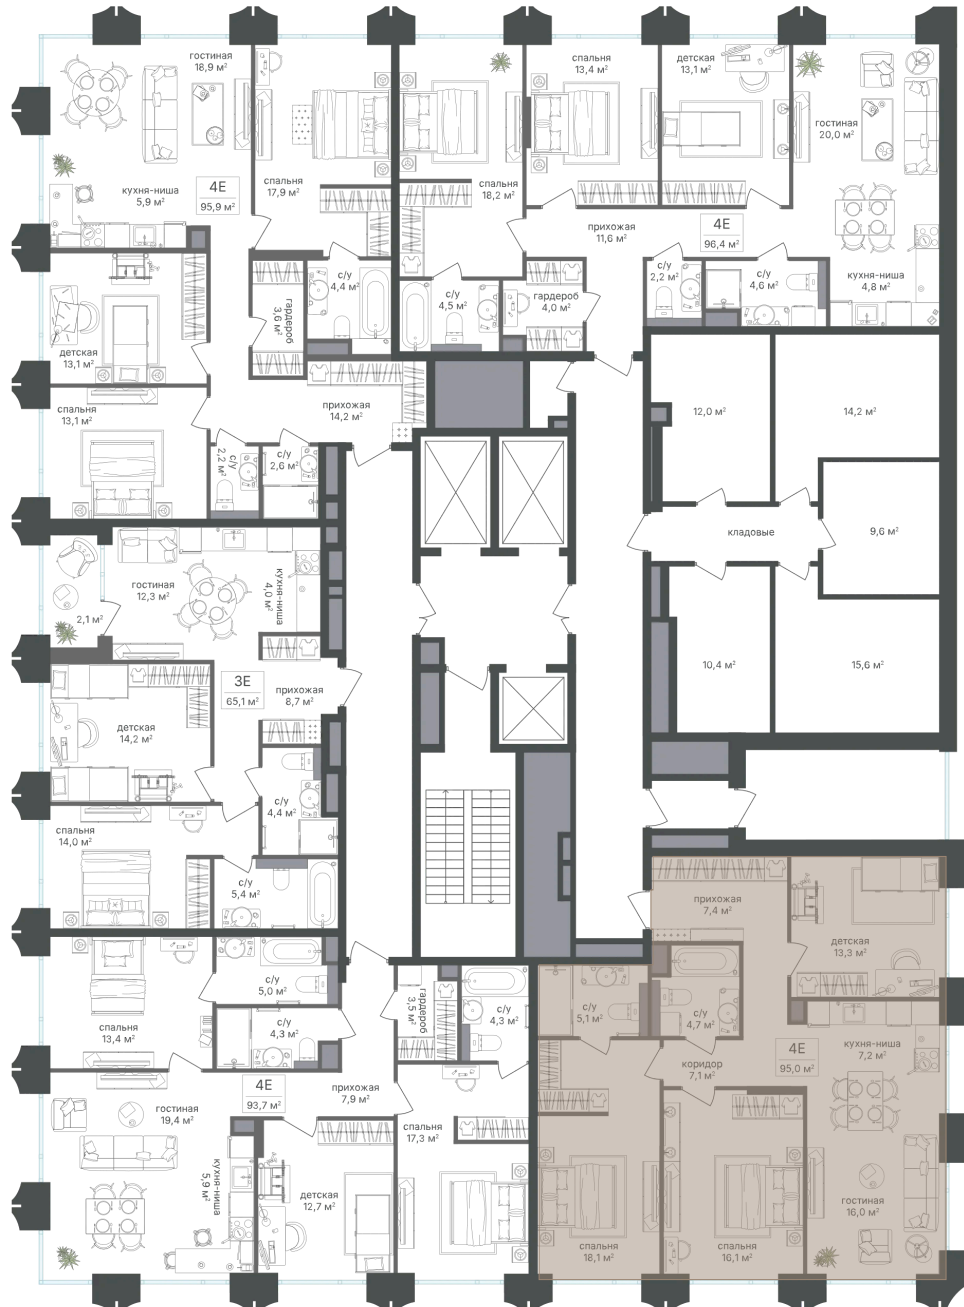 гостиная
18,9 м²
кухня-ниша
5,9 м²
4Е
95,9 м²
спальня
17,9 м²
детская
13,1 м²
спальня
13,1 м²
гардероб
3,6 м²
с/у
4,4 м²
прихожая
14,2 м²
с/у
2,2 м²
с/у
2,6 м²
спальня
18,2 м²
спальня
13,4 м²
детская
13,1 м²
гостиная
20,0 м²
прихожая
11,6 м²
4Е
96,4 м²
с/у
4,5 м²
гардероб
4,0 м²
с/у
2,2 м²
с/у
4,6 м²
кухня-ниша
4,8 м²
12,0 м²
14,2 м²
кладовые
9,6 м²
10,4 м²
15,6 м²
гостиная
12,3 м²
кухня-ниша
4,0 м²
2,1 м²
3Е
65,1 м²
прихожая
8,7 м²
детская
14,2 м²
с/у
4,4 м²
спальня
14,0 м²
с/у
5,4 м²
с/у
5,0 м²
спальня
13,4 м²
с/у
4,3 м²
гардероб
3,5 м²
с/у
4,3 м²
4Е
93,7 м²
прихожая
7,9 м²
гостиная
19,4 м²
спальня
17,3 м²
кухня-ниша
5,9 м²
детская
12,7 м²
прихожая
7,4 м²
детская
13,3 м²
с/у
5,1 м²
с/у
4,7 м²
коридор
7,1 м²
4Е
95,0 м²
кухня-ниша
7,2 м²
гостиная
16,0 м²
спальня
18,1 м²
спальня
16,1 м²